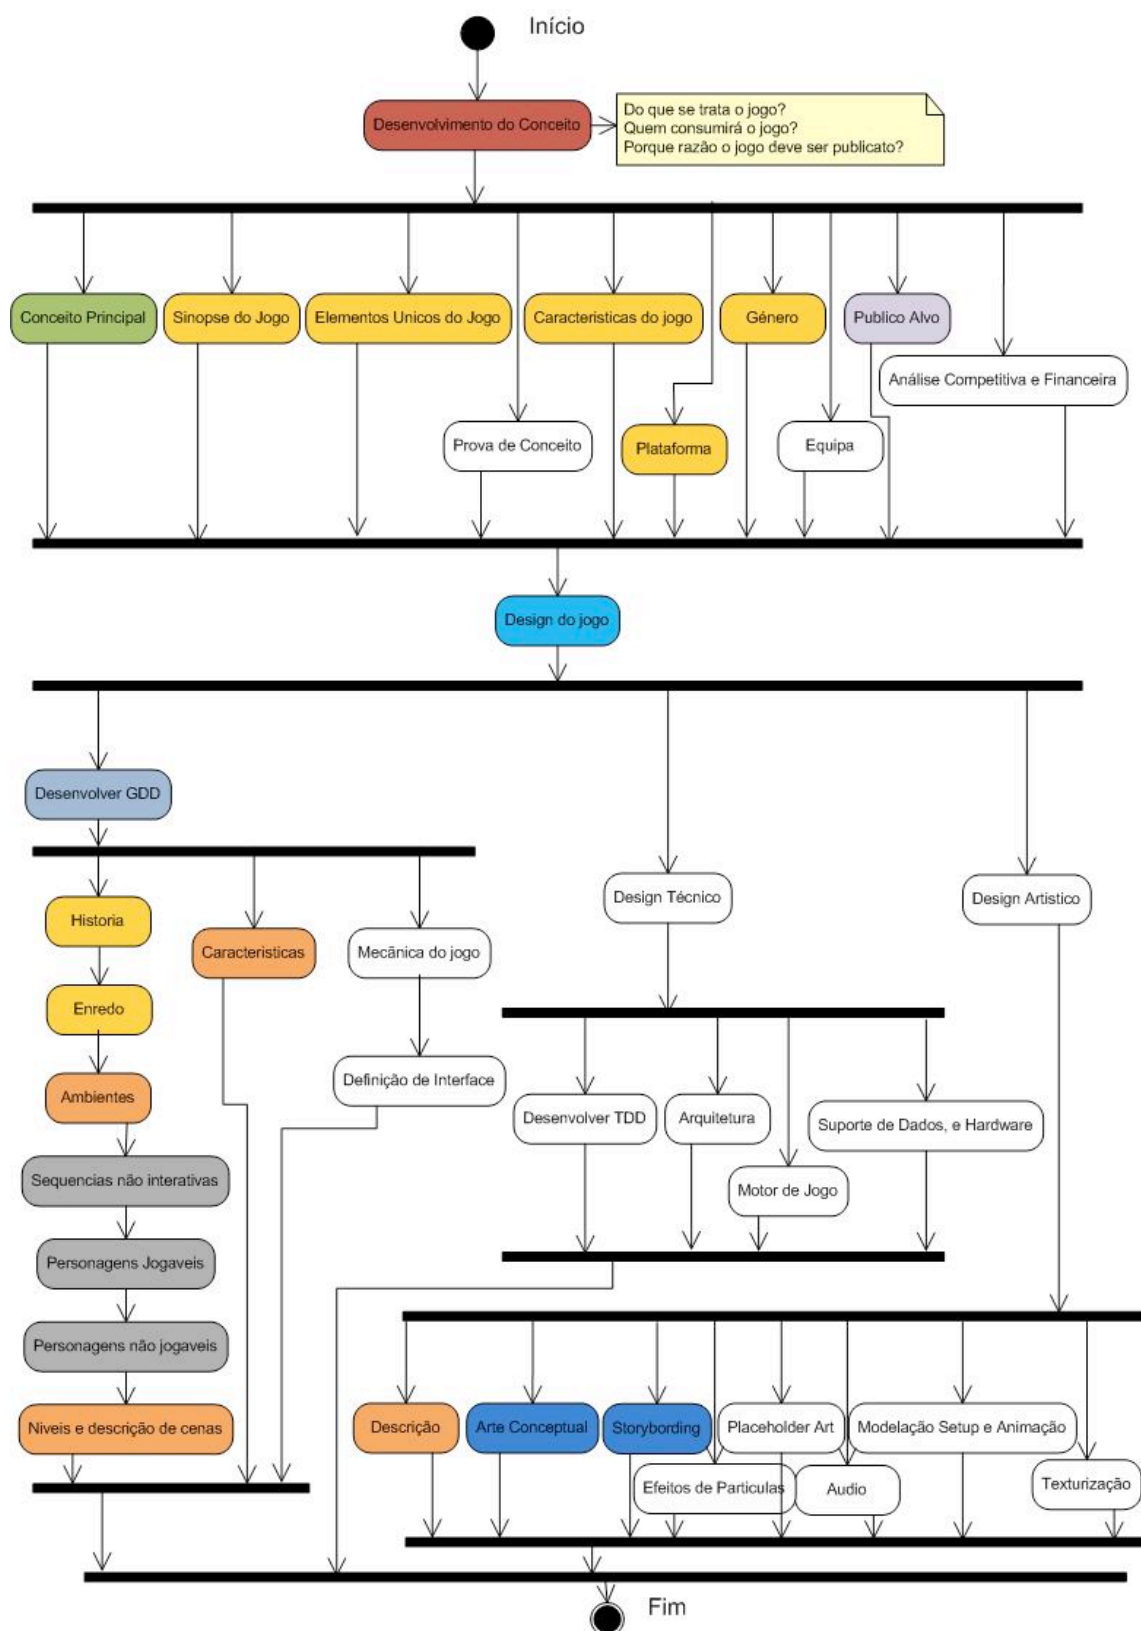 Início
Desenvolvimento do Conceito
Do que se trata o jogo?
Quem consumirá o jogo?
Porque razão o jogo deve ser publicato?
Conceito Principal
Sinopse do Jogo
Elementos Unicos do Jogo
Caracteristicas do jogo
Género
Publico Alvo
Análise Competitiva e Financeira
Prova de Conceito
Plataforma
Equipa
Design do jogo
Desenvolver GDD
Design Técnico
Design Artistico
Historia
Caracteristicas
Mecãnica do jogo
Enredo
Definição de Interface
Ambientes
Desenvolver TDD
Arquitetura
Suporte de Dados, e Hardware
Sequencias não interativas
Motor de Jogo
Personagens Jogaveis
Personagens não jogaveis
Niveis e descrição de cenas
Descrição
Arte Conceptual
Storybording
Placeholder Art
Modelação Setup e Animação
Efeitos de Particulas
Audio
Texturização
Fim